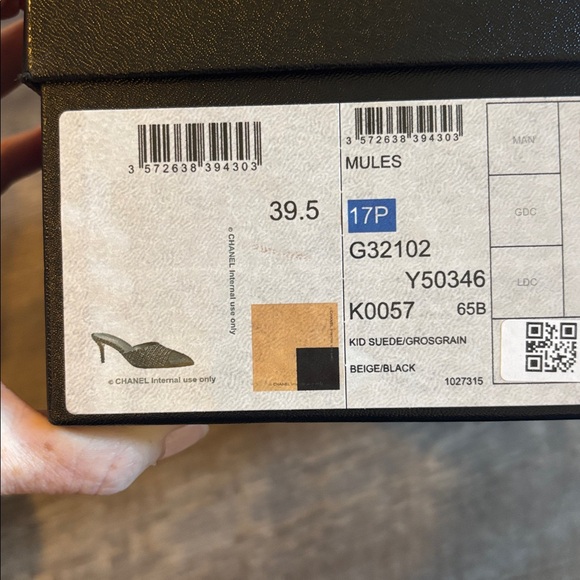 3 572638 394303
3 572638 394303
MULES
39.5
17P
G32102
Y50346
K0057 65B
KID SUEDE/GROSGRAIN
BEIGE/BLACK
1027315
MAN
GDC
LDC
© CHANEL Internal use only
© CHANEL Internal use only